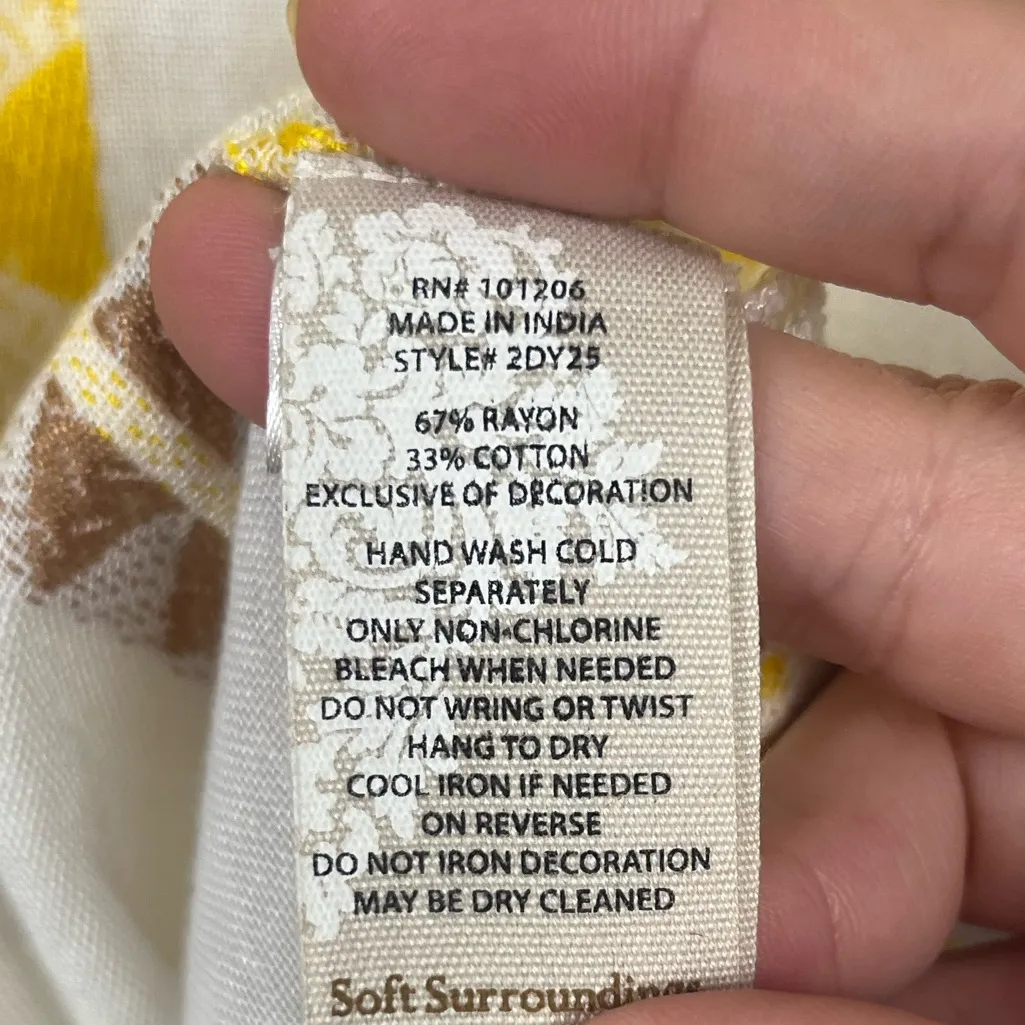 RN# 101206
MADE IN INDIA
STYLE# 2DY25
67% RAYON
33% COTTON
EXCLUSIVE OF DECORATION
HAND WASH COLD
SEPARATELY
ONLY NON-CHLORINE
BLEACH WHEN NEEDED
DO NOT WRING OR TWIST
HANG TO DRY
COOL IRON IF NEEDED
ON REVERSE
DO NOT IRON DECORATION
MAY BE DRY CLEANED
Soft Surroundings